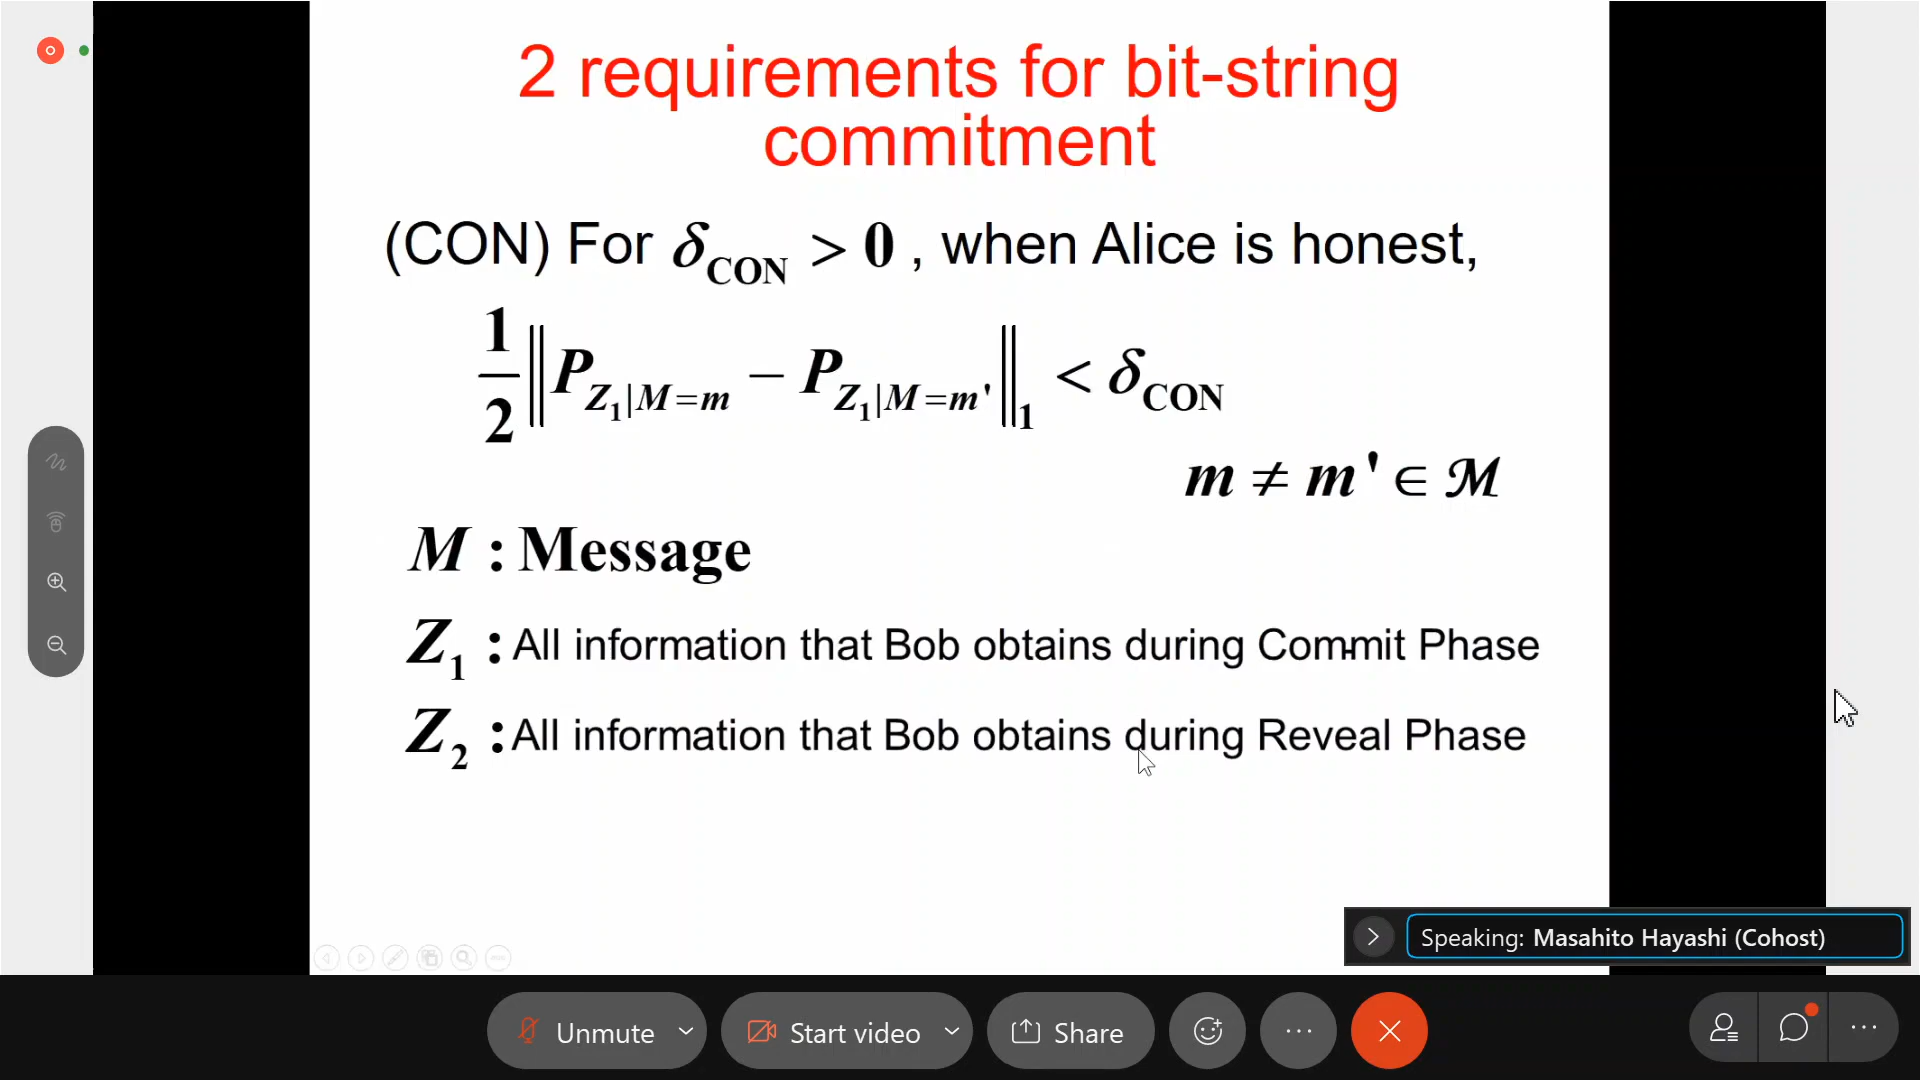 2 requirements for bit-string
commitment
(CON) For δ_CON > 0 , when Alice is honest,
1/2 ‖P_{Z_1|M=m} − P_{Z_1|M=m'}‖_1 < δ_CON
m ≠ m' ∈ ℳ
M : Message
Z_1 : All information that Bob obtains during Commit Phase
Z_2 : All information that Bob obtains during Reveal Phase
Speaking: Masahito Hayashi (Cohost)
Unmute
Start video
Share